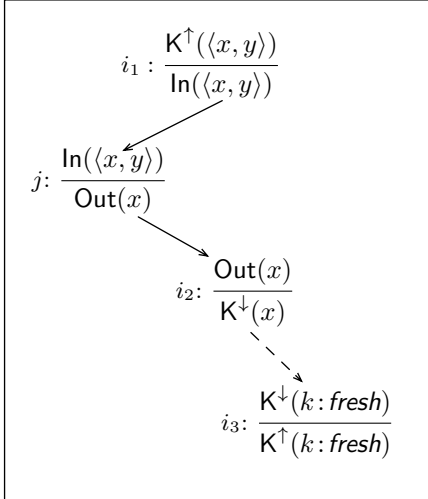 i₁ : K↑(⟨x, y⟩)
In(⟨x, y⟩)
j: In(⟨x, y⟩)
Out(x)
i₂: Out(x)
K↓(x)
i₃: K↓(k : fresh)
K↑(k : fresh)